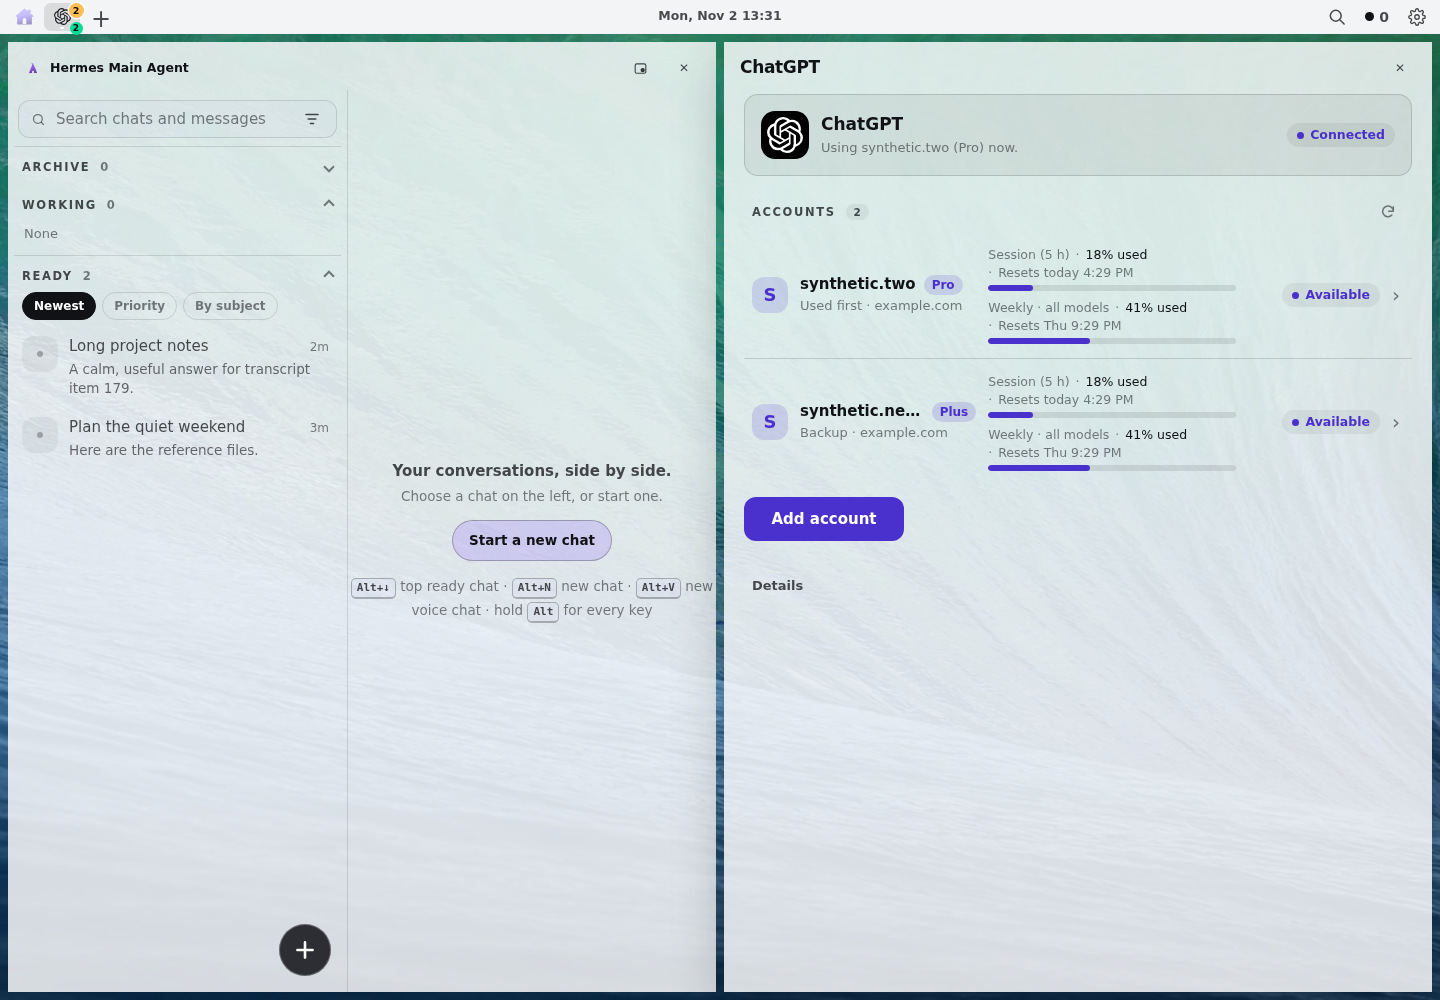 2
2
Mon, Nov 2 13:31
0
Hermes Main Agent
Search chats and messages
ARCHIVE 0
WORKING 0
None
READY 2
Newest Priority By subject
Long project notes 2m
A calm, useful answer for transcript
item 179.
Plan the quiet weekend 3m
Here are the reference files.
Your conversations, side by side.
Choose a chat on the left, or start one.
Start a new chat
Alt+↓ top ready chat · Alt+N new chat · Alt+V new
voice chat · hold Alt for every key
ChatGPT
ChatGPT
Using synthetic.two (Pro) now.
Connected
ACCOUNTS 2
S
synthetic.two Pro
Used first · example.com
Session (5 h) · 18% used
· Resets today 4:29 PM
Weekly · all models · 41% used
· Resets Thu 9:29 PM
Available
S
synthetic.ne… Plus
Backup · example.com
Session (5 h) · 18% used
· Resets today 4:29 PM
Weekly · all models · 41% used
· Resets Thu 9:29 PM
Available
Add account
Details